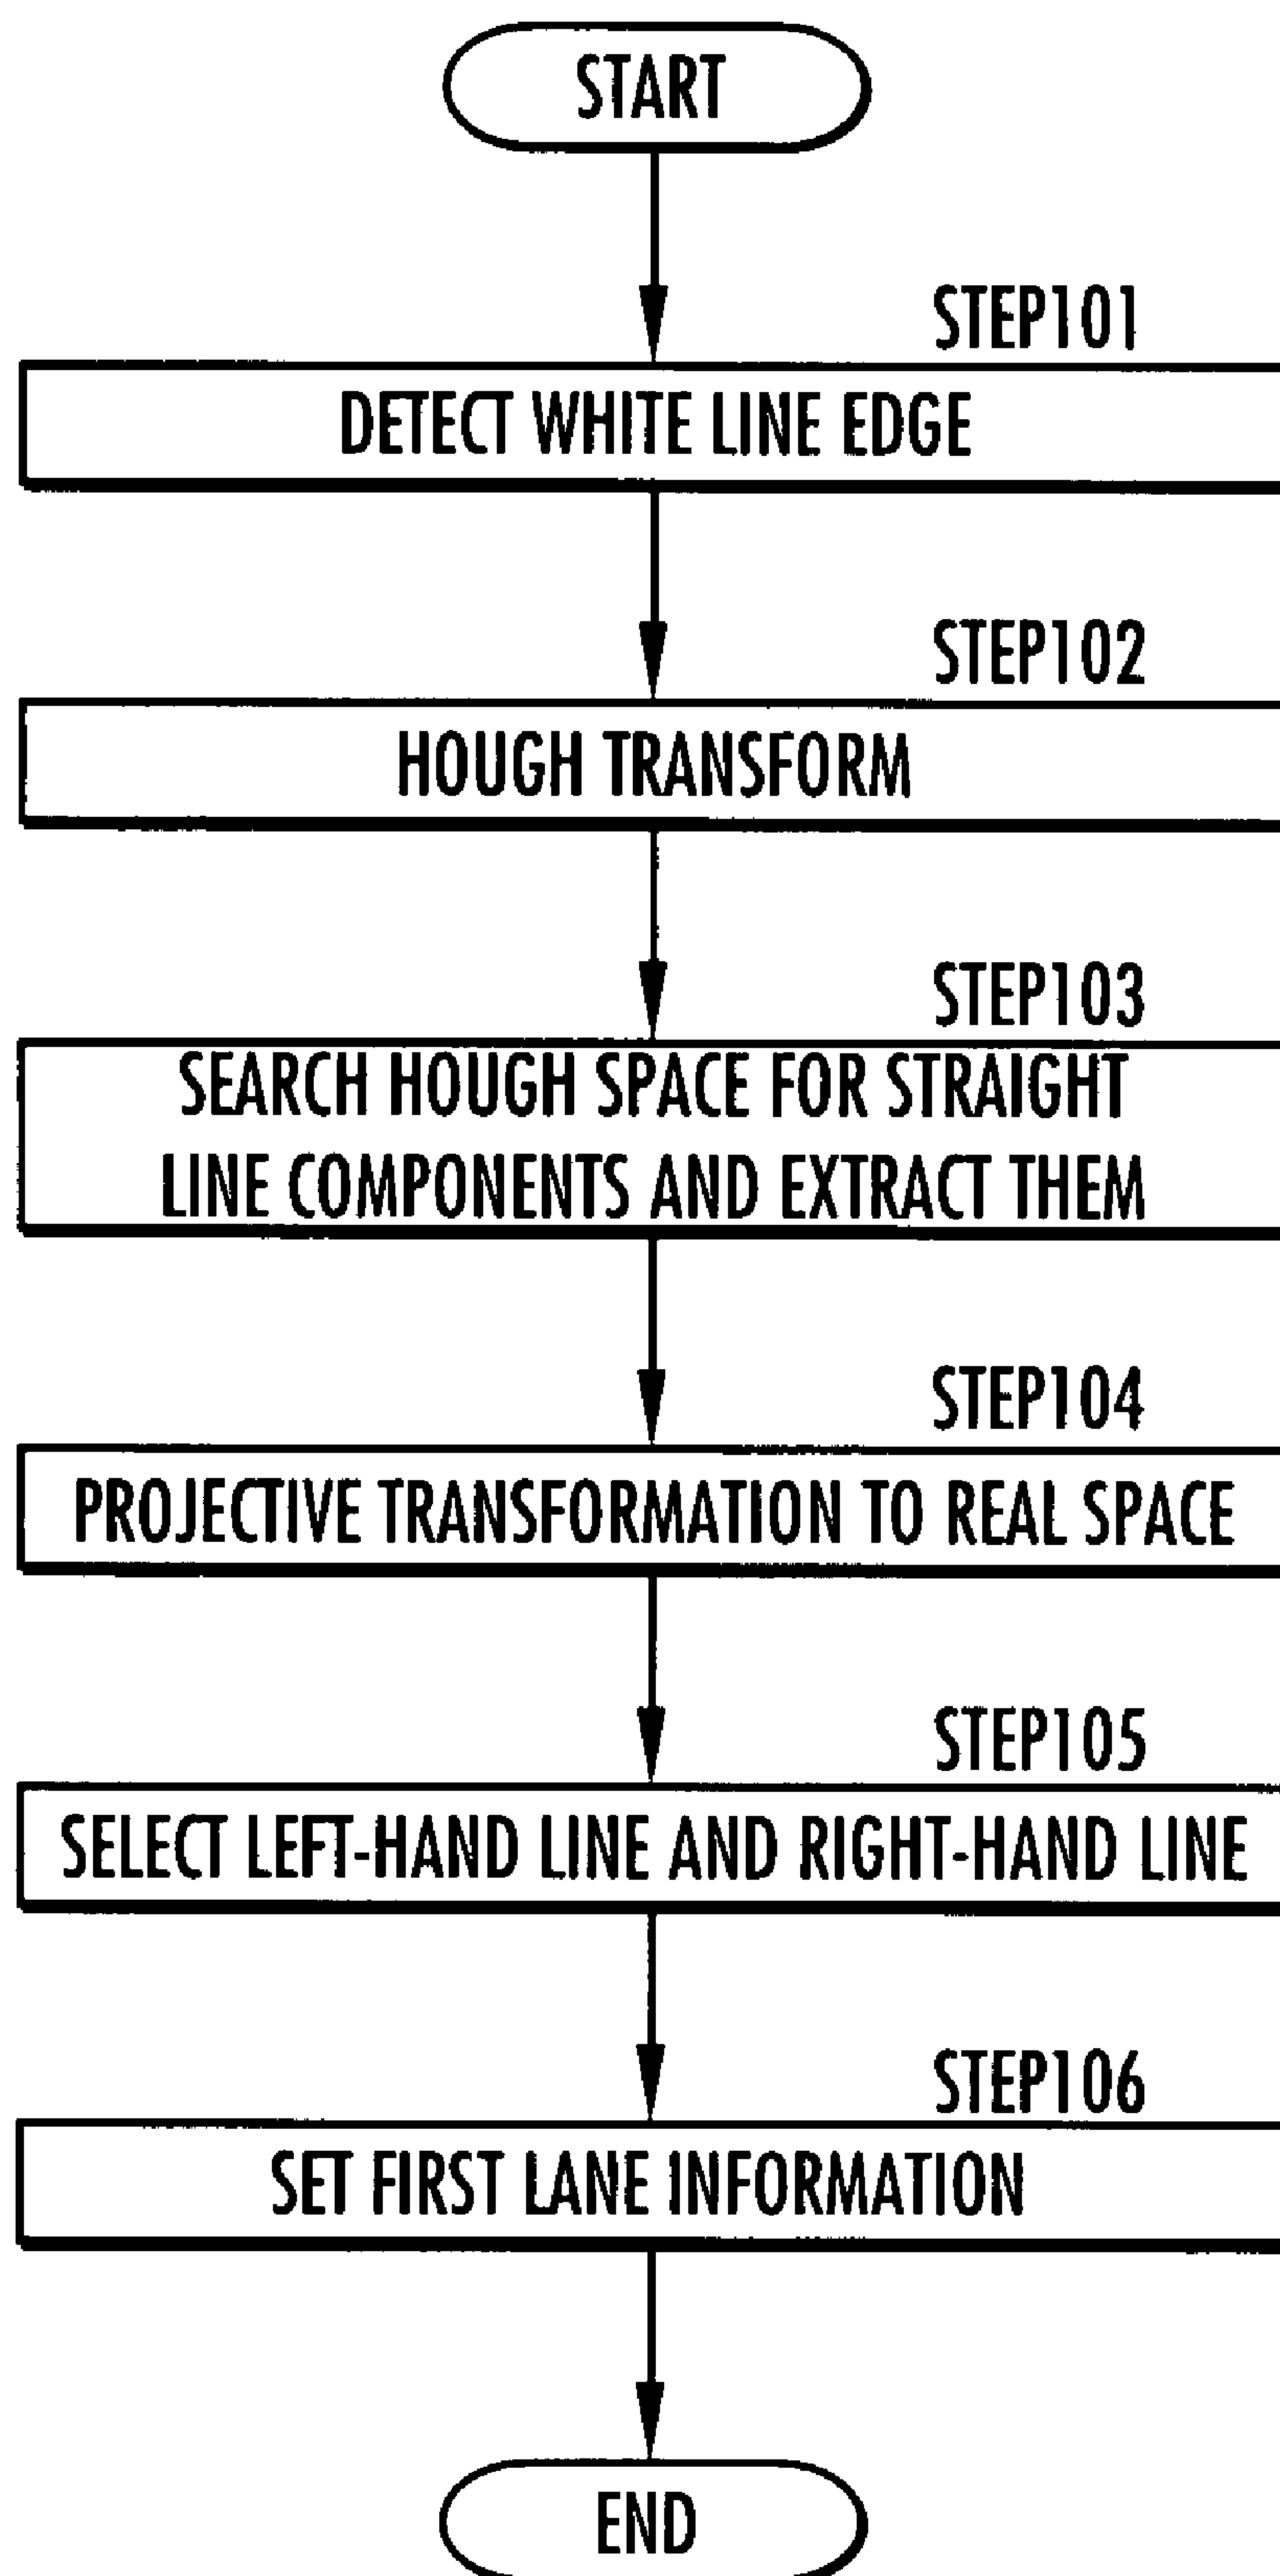 START
STEP101
DETECT WHITE LINE EDGE
STEP102
HOUGH TRANSFORM
STEP103
SEARCH HOUGH SPACE FOR STRAIGHT
LINE COMPONENTS AND EXTRACT THEM
STEP104
PROJECTIVE TRANSFORMATION TO REAL SPACE
STEP105
SELECT LEFT-HAND LINE AND RIGHT-HAND LINE
STEP106
SET FIRST LANE INFORMATION
END